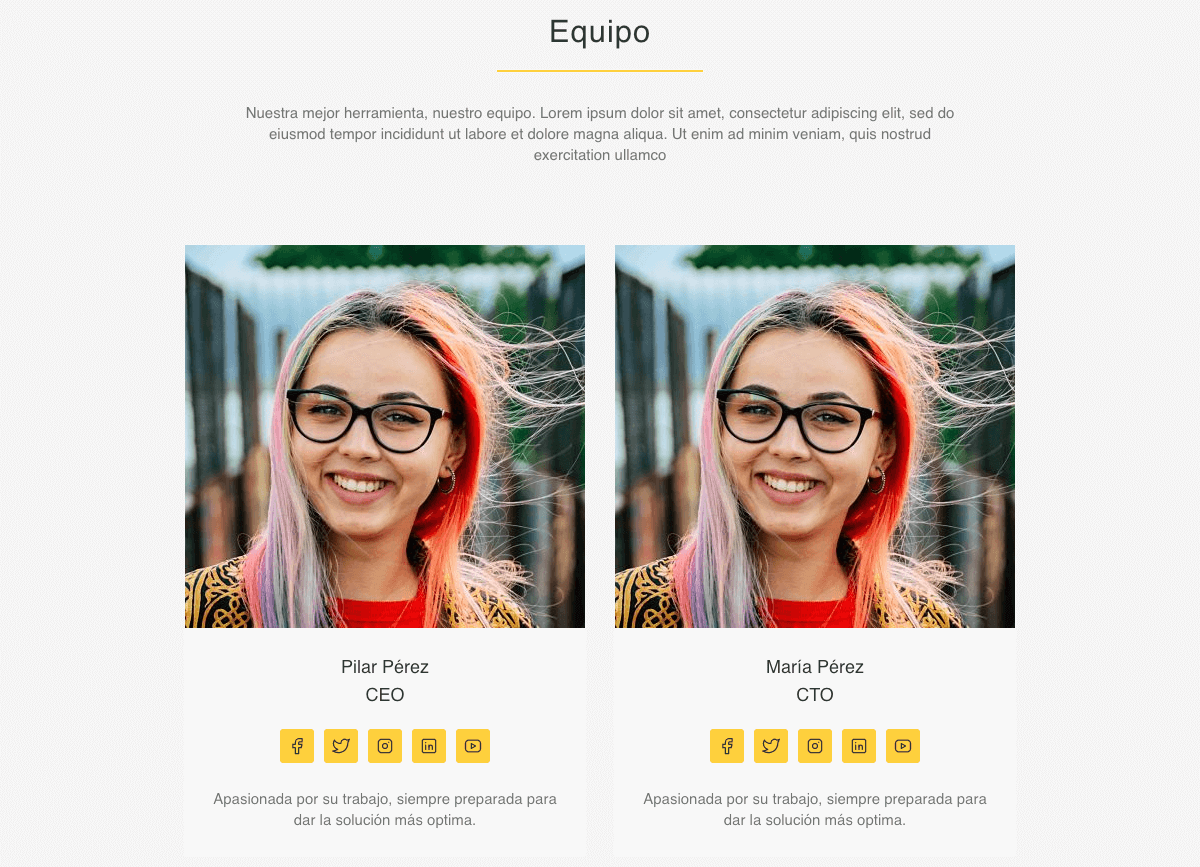 Equipo
Nuestra mejor herramienta, nuestro equipo. Lorem ipsum dolor sit amet, consectetur adipiscing elit, sed do
eiusmod tempor incididunt ut labore et dolore magna aliqua. Ut enim ad minim veniam, quis nostrud
exercitation ullamco
Pilar Pérez
CEO
Apasionada por su trabajo, siempre preparada para
dar la solución más optima.
María Pérez
CTO
Apasionada por su trabajo, siempre preparada para
dar la solución más optima.